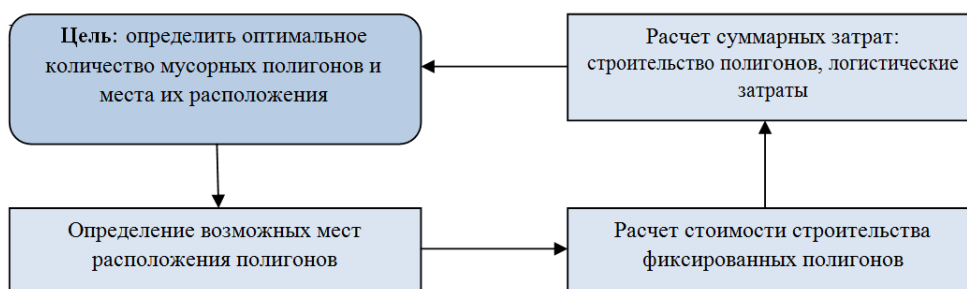 Цель: определить оптимальное
количество мусорных полигонов и
места их расположения
Расчет суммарных затрат:
строительство полигонов, логистические
затраты
Определение возможных мест
расположения полигонов
Расчет стоимости строительства
фиксированных полигонов